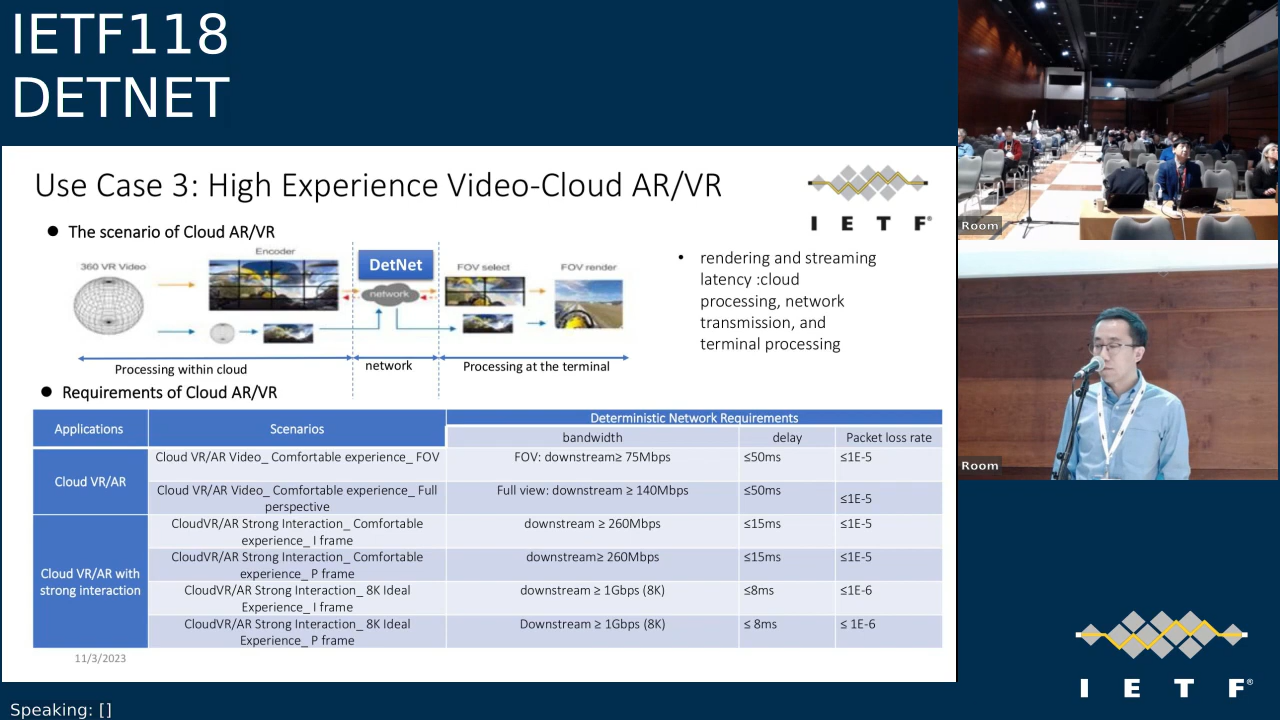 IETF118
DETNET
Use Case 3: High Experience Video-Cloud AR/VR
I E T F®
● The scenario of Cloud AR/VR
Encoder
360 VR Video
DetNet
FOV select
FOV render
network
Processing within cloud
network
Processing at the terminal
• rendering and streaming
latency :cloud
processing, network
transmission, and
terminal processing
● Requirements of Cloud AR/VR
Applications
Scenarios
Deterministic Network Requirements
bandwidth
delay
Packet loss rate
Cloud VR/AR
Cloud VR/AR Video_ Comfortable experience_ FOV
FOV: downstream≥ 75Mbps
≤50ms
≤1E-5
Cloud VR/AR Video_ Comfortable experience_ Full
perspective
Full view: downstream ≥ 140Mbps
≤50ms
≤1E-5
Cloud VR/AR with
strong interaction
CloudVR/AR Strong Interaction_ Comfortable
experience_ I frame
downstream ≥ 260Mbps
≤15ms
≤1E-5
CloudVR/AR Strong Interaction_ Comfortable
experience_ P frame
downstream≥ 260Mbps
≤15ms
≤1E-5
CloudVR/AR Strong Interaction_ 8K Ideal
Experience_ I frame
downstream ≥ 1Gbps (8K)
≤8ms
≤1E-6
CloudVR/AR Strong Interaction_ 8K Ideal
Experience_ P frame
Downstream ≥ 1Gbps (8K)
≤ 8ms
≤ 1E-6
11/3/2023
Room
Room
I E T F®
Speaking: []